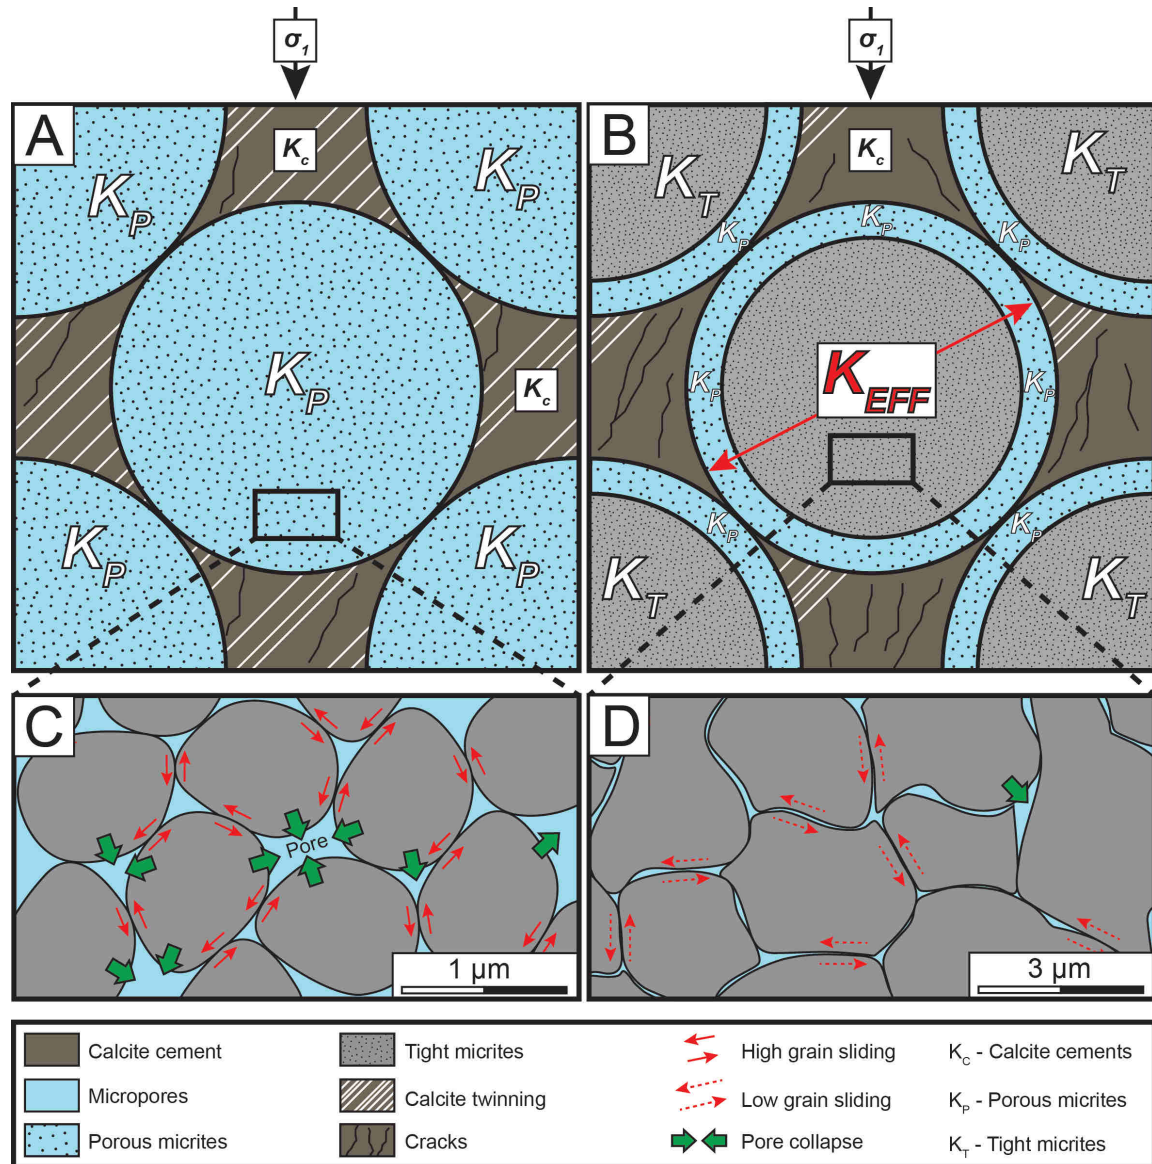 σ1
σ1
A
Kc
KP
KP
KP
Kc
KP
KP
B
Kc
KT
KT
KP
KP
KP
KP
KEFF
KP
KP
KP
KT
KT
C
Pore
1 µm
D
3 µm
Calcite cement
Tight micrites
High grain sliding
KC - Calcite cements
Micropores
Calcite twinning
Low grain sliding
KP - Porous micrites
Porous micrites
Cracks
Pore collapse
KT - Tight micrites